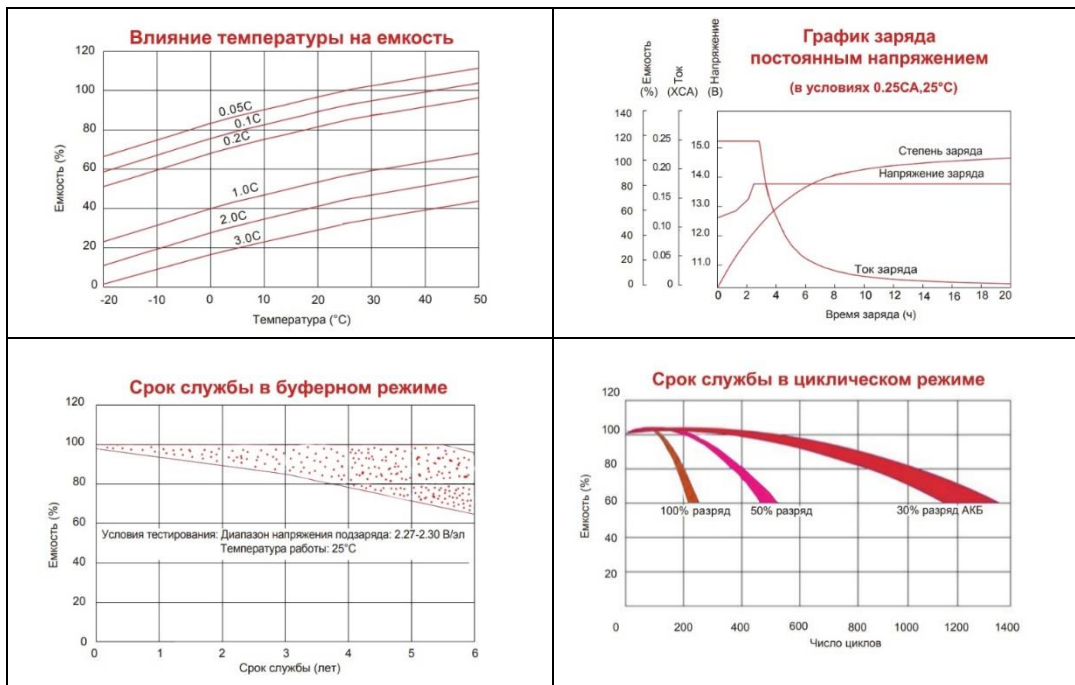 Влияние температуры на емкость
120
100
80
60
40
20
0
Емкость (%)
0.05C
0.1C
0.2C
1.0C
2.0C
3.0C
-20 -10 0 10 20 30 40 50
Температура (°C)
График заряда
постоянным напряжением
(в условиях 0.25CA,25°C)
Емкость (%)
Ток (XCA)
Напряжение (В)
140
120
100
80
60
40
20
0
0.25
0.20
0.15
0.10
0.05
0
15.0
14.0
13.0
12.0
11.0
Степень заряда
Напряжение заряда
Ток заряда
0 2 4 6 8 10 12 14 16 18 20
Время заряда (ч)
Срок службы в буферном режиме
120
100
80
60
40
20
0
Емкость (%)
Условия тестирования: Диапазон напряжения подзаряда: 2.27-2.30 В/эл
Температура работы: 25°C
0 1 2 3 4 5 6
Срок службы (лет)
Срок службы в циклическом режиме
120
100
80
60
40
20
Емкость (%)
100% разряд 50% разряд 30% разряд АКБ
0 200 400 600 800 1000 1200 1400
Число циклов